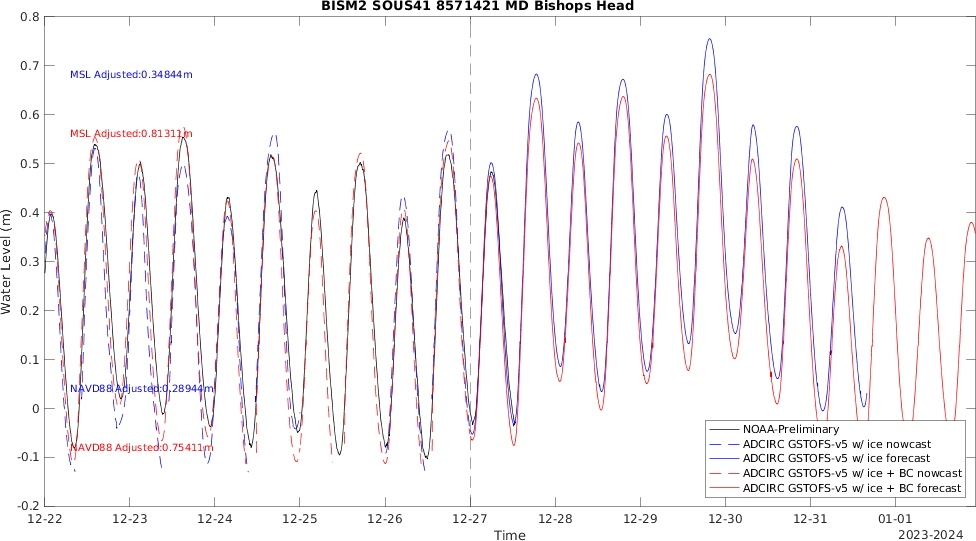 BISM2 SOUS41 8571421 MD Bishops Head
0.8
0.7
0.6
0.5
0.4
0.3
0.2
0.1
0
-0.1
-0.2
Water Level (m)
MSL Adjusted:0.34844m
MSL Adjusted:0.81311m
NAVD88 Adjusted:0.28944m
NAVD88 Adjusted:0.75411m
NOAA-Preliminary
ADCIRC GSTOFS-v5 w/ ice nowcast
ADCIRC GSTOFS-v5 w/ ice forecast
ADCIRC GSTOFS-v5 w/ ice + BC nowcast
ADCIRC GSTOFS-v5 w/ ice + BC forecast
12-22 12-23 12-24 12-25 12-26 12-27 12-28 12-29 12-30 12-31 01-01
Time
2023-2024